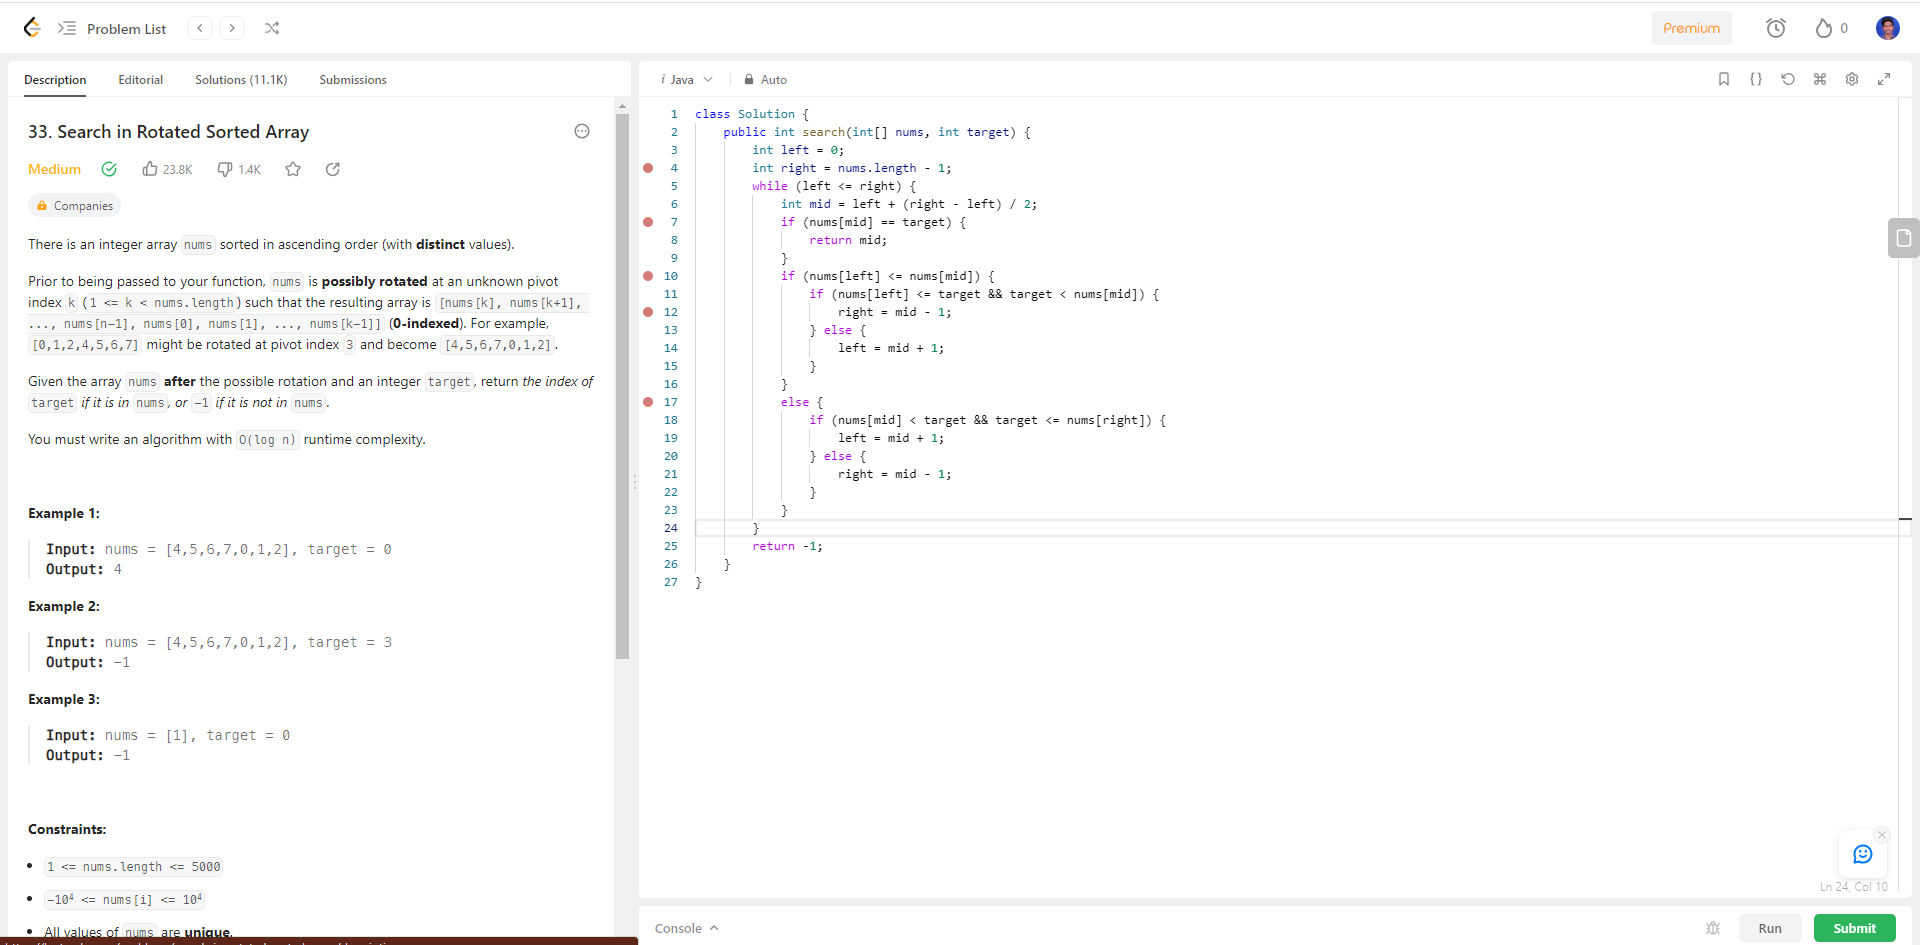 Problem List
Premium
0
Description Editorial Solutions (11.1K) Submissions
33. Search in Rotated Sorted Array
Medium 23.8K 1.4K
Companies
There is an integer array nums sorted in ascending order (with distinct values).
Prior to being passed to your function, nums is possibly rotated at an unknown pivot
index k (1 <= k < nums.length) such that the resulting array is [nums[k], nums[k+1],
..., nums[n-1], nums[0], nums[1], ..., nums[k-1]] (0-indexed). For example,
[0,1,2,4,5,6,7] might be rotated at pivot index 3 and become [4,5,6,7,0,1,2].
Given the array nums after the possible rotation and an integer target, return the index of
target if it is in nums, or -1 if it is not in nums.
You must write an algorithm with O(log n) runtime complexity.
Example 1:
Input: nums = [4,5,6,7,0,1,2], target = 0
Output: 4
Example 2:
Input: nums = [4,5,6,7,0,1,2], target = 3
Output: -1
Example 3:
Input: nums = [1], target = 0
Output: -1
Constraints:
• 1 <= nums.length <= 5000
• -10⁴ <= nums[i] <= 10⁴
• All values of nums are unique.
i Java Auto
1 class Solution {
2 public int search(int[] nums, int target) {
3 int left = 0;
4 int right = nums.length - 1;
5 while (left <= right) {
6 int mid = left + (right - left) / 2;
7 if (nums[mid] == target) {
8 return mid;
9 }
10 if (nums[left] <= nums[mid]) {
11 if (nums[left] <= target && target < nums[mid]) {
12 right = mid - 1;
13 } else {
14 left = mid + 1;
15 }
16 }
17 else {
18 if (nums[mid] < target && target <= nums[right]) {
19 left = mid + 1;
20 } else {
21 right = mid - 1;
22 }
23 }
24 }
25 return -1;
26 }
27 }
Ln 24, Col 10
Console
Run Submit